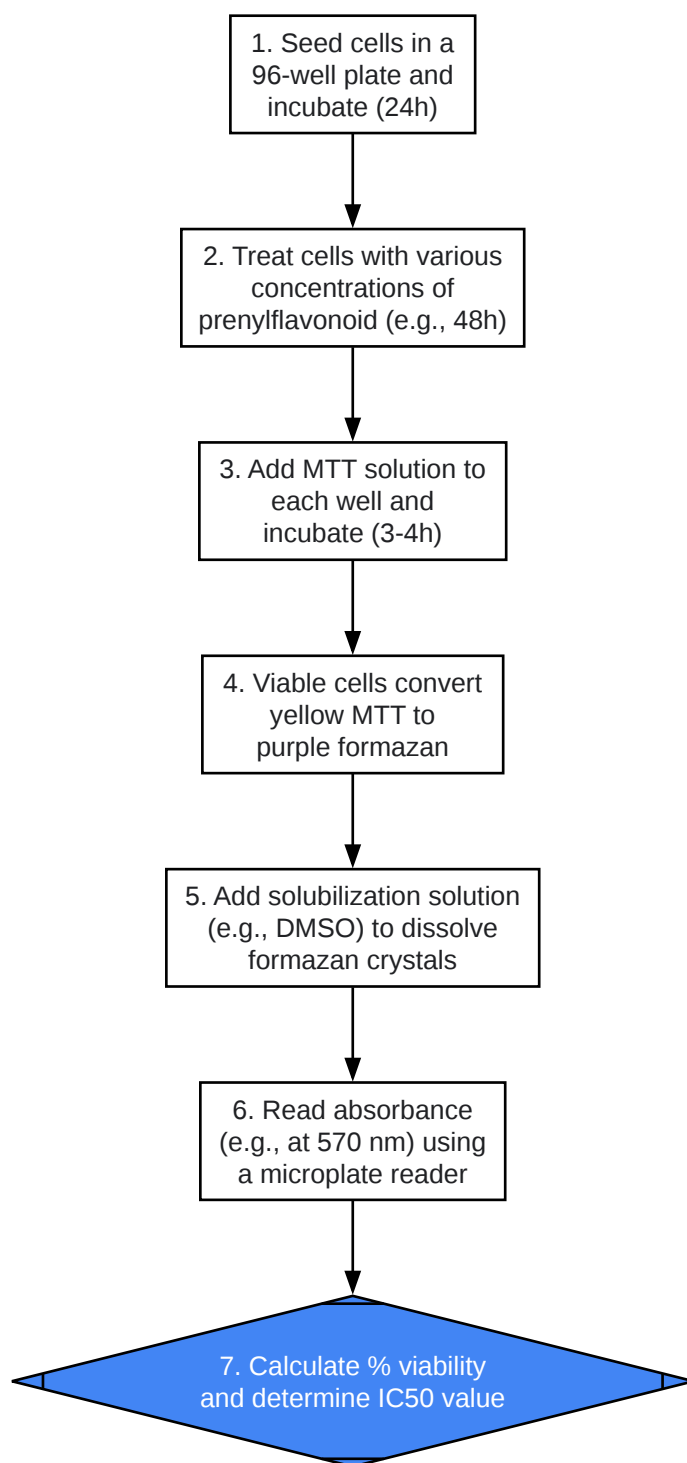 1. Seed cells in a
96-well plate and
incubate (24h)
2. Treat cells with various
concentrations of
prenylflavonoid (e.g., 48h)
3. Add MTT solution to
each well and
incubate (3-4h)
4. Viable cells convert
yellow MTT to
purple formazan
5. Add solubilization solution
(e.g., DMSO) to dissolve
formazan crystals
6. Read absorbance
(e.g., at 570 nm) using
a microplate reader
7. Calculate % viability
and determine IC50 value